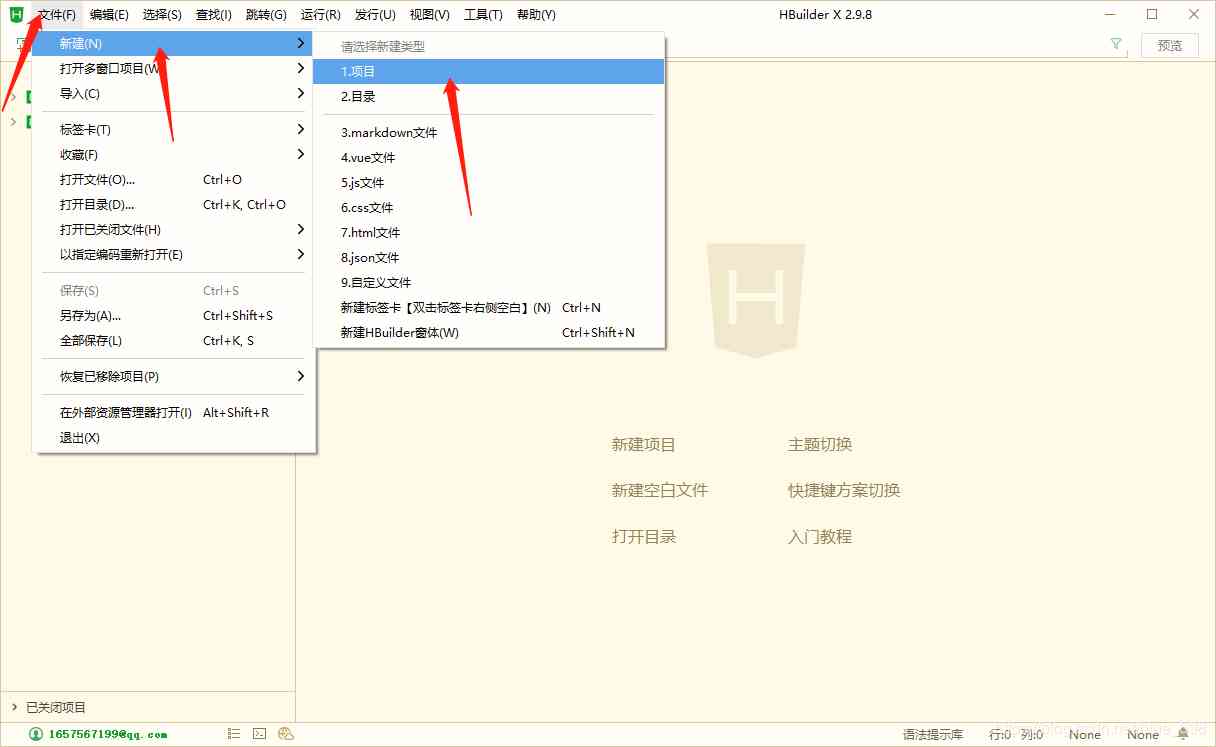 文件(F) 编辑(E) 选择(S) 查找(I) 跳转(G) 运行(R) 发行(U) 视图(V) 工具(T) 帮助(Y) HBuilder X 2.9.8
预览
新建(N)
打开多窗口项目(W
导入(C)
标签卡(T)
收藏(F)
打开文件(O)... Ctrl+O
打开目录(D)... Ctrl+K, Ctrl+O
打开已关闭文件(H)
以指定编码重新打开(E)
保存(S) Ctrl+S
另存为(A)... Ctrl+Shift+S
全部保存(L) Ctrl+K, S
恢复已移除项目(P)
在外部资源管理器打开(I) Alt+Shift+R
退出(X)
请选择新建类型
1.项目
2.目录
3.markdown文件
4.vue文件
5.js文件
6.css文件
7.html文件
8.json文件
9.自定义文件
新建标签卡【双击标签卡右侧空白】(N) Ctrl+N
新建HBuilder窗体(W) Ctrl+Shift+N
H
新建项目 主题切换
新建空白文件 快捷键方案切换
打开目录 入门教程
已关闭项目
1657567199@qq.com 语法提示库 行:0 列:0 None None